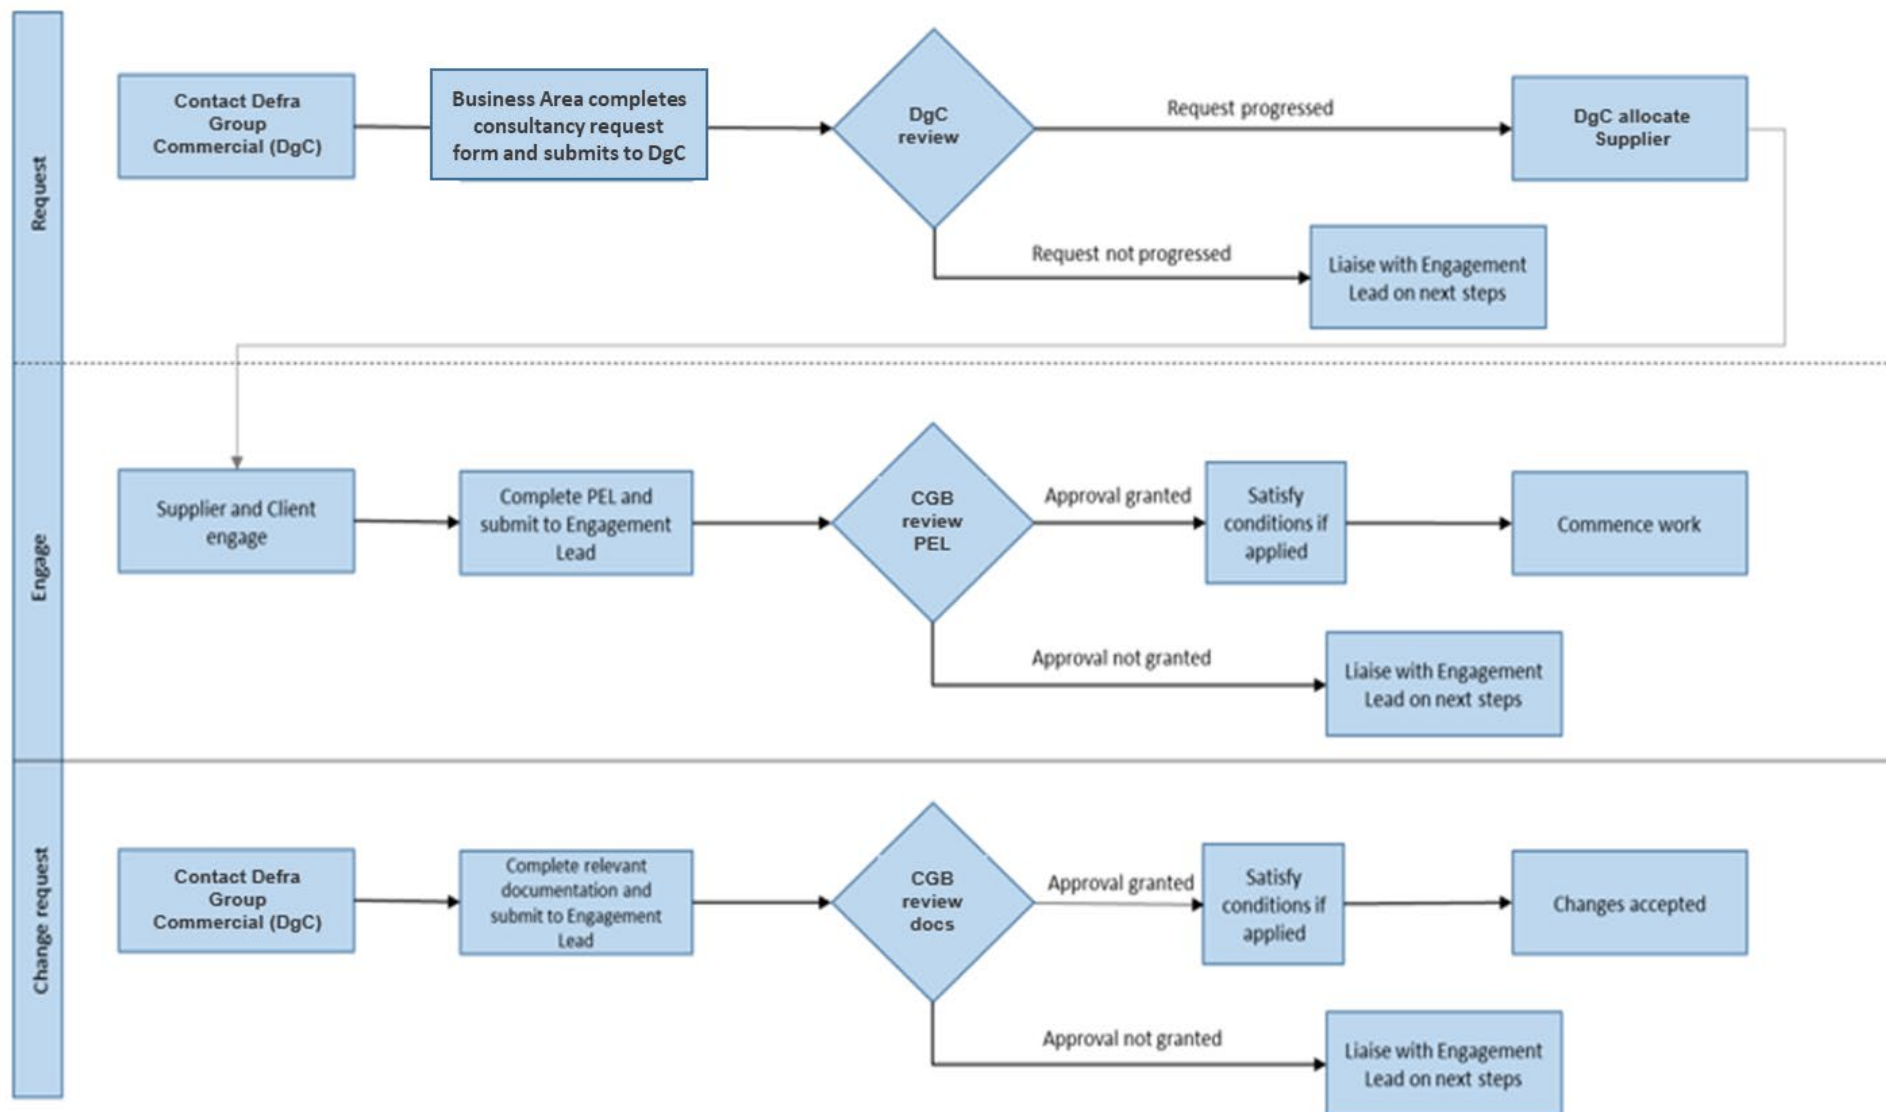 Request
Contact Defra
Group
Commercial (DgC)
Business Area completes
consultancy request
form and submits to DgC
DgC
review
Request progressed
DgC allocate
Supplier
Request not progressed
Liaise with Engagement
Lead on next steps
Engage
Supplier and Client
engage
Complete PEL and
submit to Engagement
Lead
CGB
review
PEL
Approval granted
Satisfy
conditions if
applied
Commence work
Approval not granted
Liaise with Engagement
Lead on next steps
Change request
Contact Defra
Group
Commercial (DgC)
Complete relevant
documentation and
submit to Engagement
Lead
CGB
review
docs
Approval granted
Satisfy
conditions if
applied
Changes accepted
Approval not granted
Liaise with Engagement
Lead on next steps